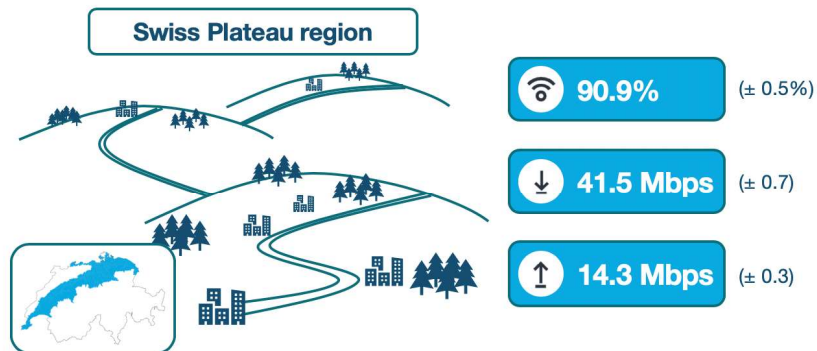 Swiss Plateau region
90.9% (± 0.5%)
41.5 Mbps (± 0.7)
14.3 Mbps (± 0.3)